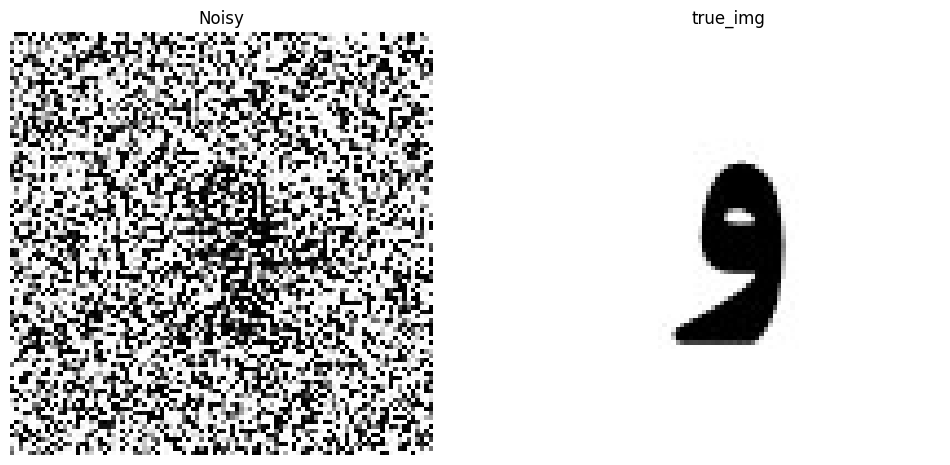 Noisy true_img
و